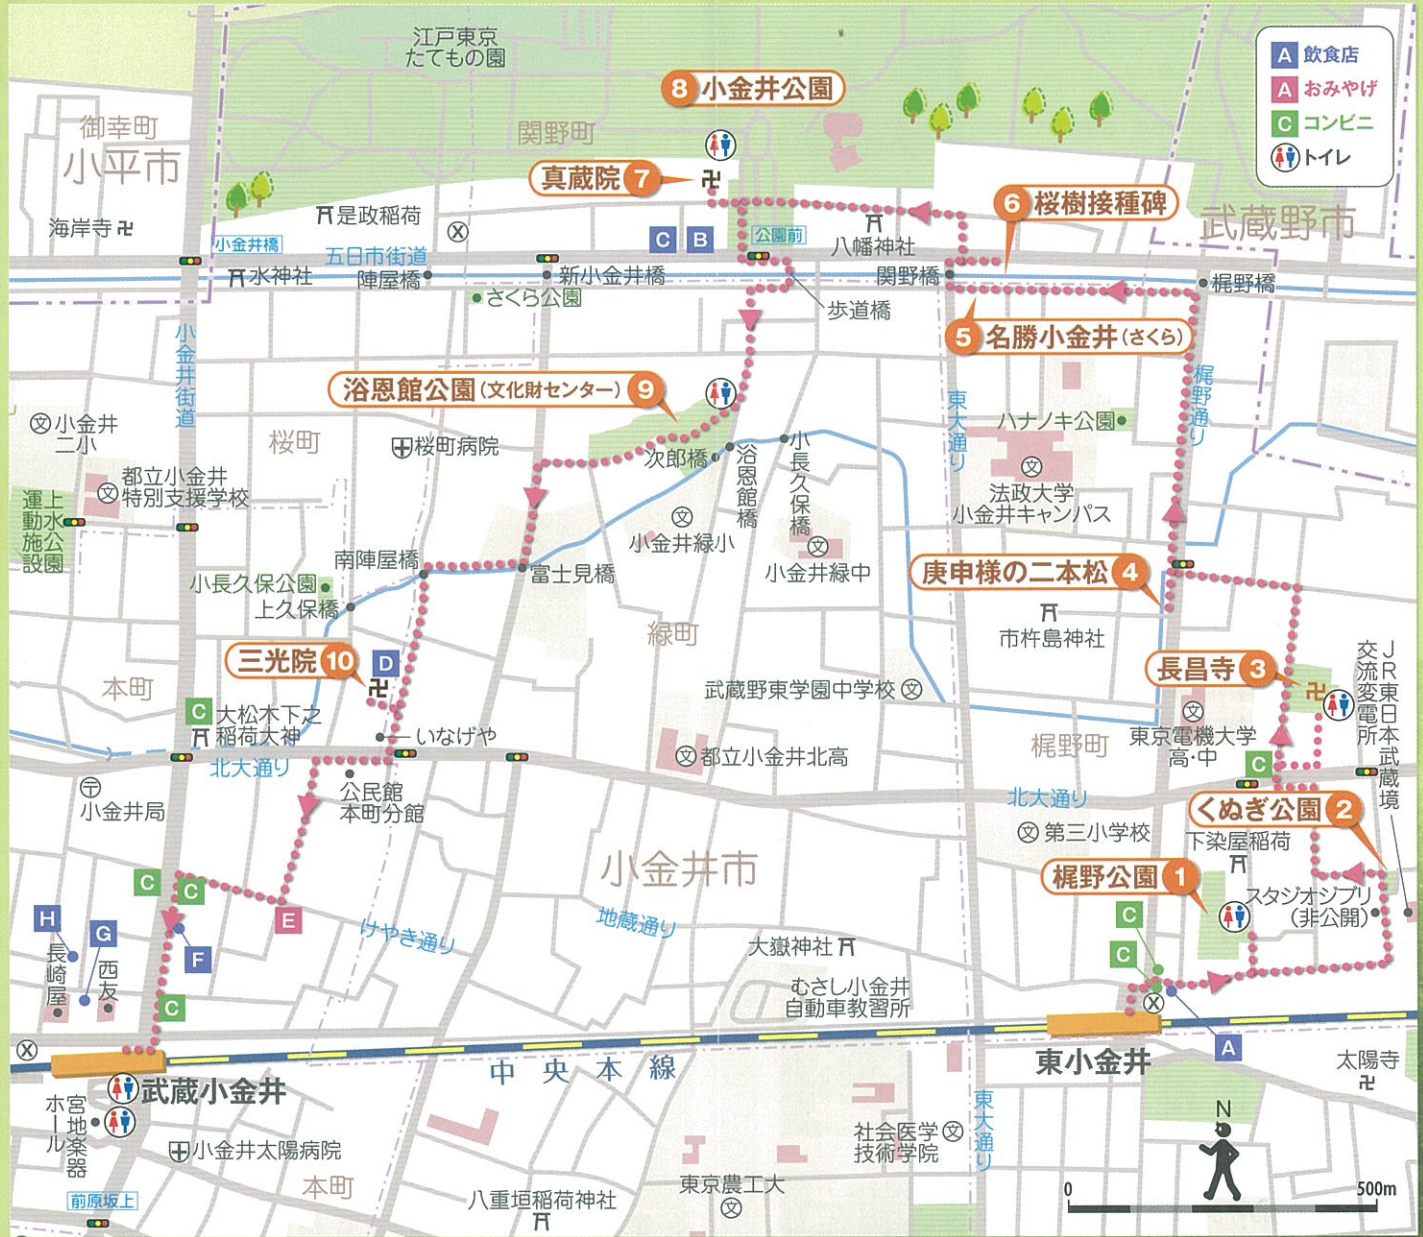 江戸東京
たてもの園
A 飲食店
A おみやげ
C コンビニ
トイレ
8 小金井公園
御幸町
小平市
関野町
真蔵院 7
6 桜樹接種碑
武蔵野市
海岸寺
是政稲荷
小金井橋
五日市街道
C
B
公園前
八幡神社
水神社
陣屋橋
新小金井橋
関野橋
梶野橋
さくら公園
歩道橋
小金井街道
5 名勝小金井(さくら)
浴恩館公園(文化財センター) 9
梶野通り
東大通り
ハナノキ公園
文 小金井
二小
桜町
桜町病院
次郎橋
浴恩館橋
小長久保橋
文
法政大学
小金井キャンパス
文 都立小金井
特別支援学校
上水公園
運動施設
文
小金井緑小
文
小金井緑中
南陣屋橋
富士見橋
庚申様の二本松 4
小長久保公園
上久保橋
市杵島神社
緑町
三光院 10
D
長昌寺 3
JR東日本武蔵境
交流変電所
本町
武蔵野東学園中学校 文
C
大松木下之
稲荷大神
いなげや
文
東京電機大学
高・中
梶野町
文 都立小金井北高
C
北大通り
公民館
本町分館
北大通り
小金井局
くぬぎ公園 2
文 第三小学校
下染屋稲荷
小金井市
C
C
梶野公園 1
スタジオジブリ
(非公開)
E
H
G
F
けやき通り
地蔵通り
C
C
大嶽神社
長崎屋
西友
むさし小金井
自動車教習所
C
X
X
A
武蔵小金井
中央本線
東小金井
太陽寺
宮地楽器
ホール
小金井太陽病院
東大通り
社会医学
技術学院 文
N
本町
前原坂上
八重垣稲荷神社
東京農工大
文
0
500m